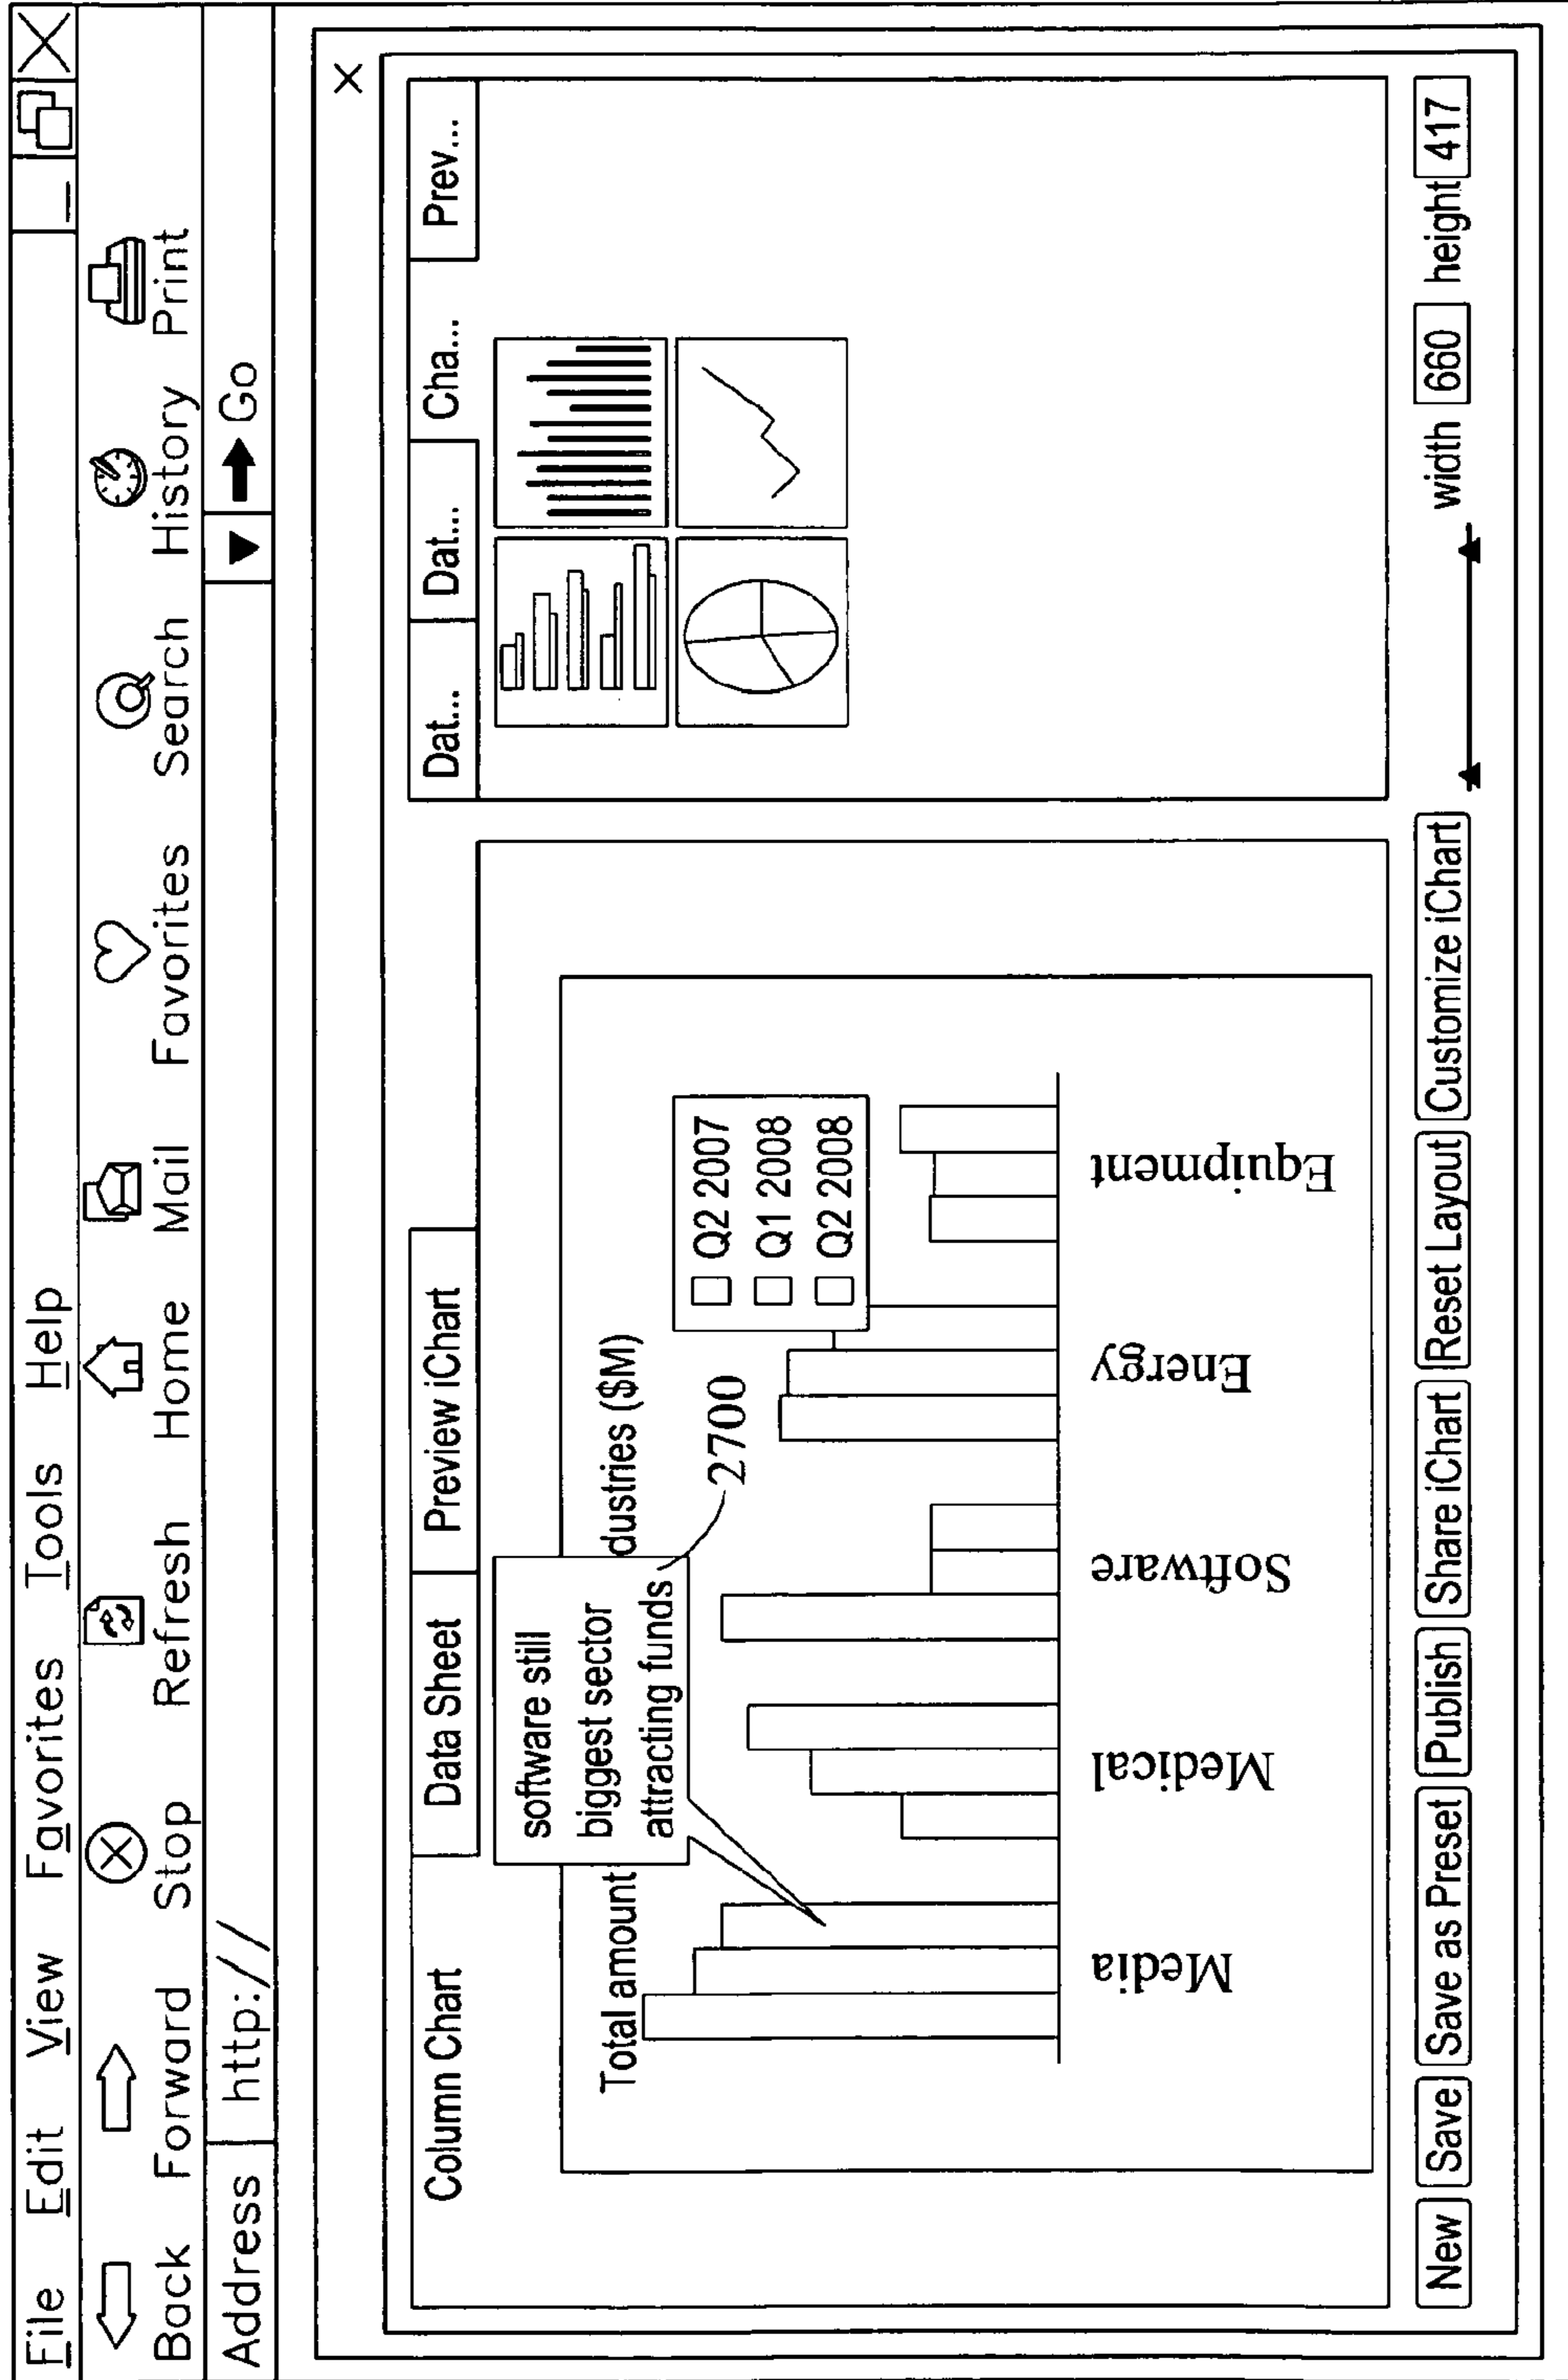 File Edit View Favorites Tools Help
Back Forward Stop Refresh Home Mail Favorites Search History Print
Address http:// Go
Column Chart Data Sheet Preview iChart
Dat... Dat... Cha... Prev...
software still
biggest sector
attracting funds
Total amount dustries ($M)
2700
Q2 2007
Q1 2008
Q2 2008
Media Medical Software Energy Equipment
New Save Save as Preset Publish Share iChart Reset Layout Customize iChart width 660 height 417